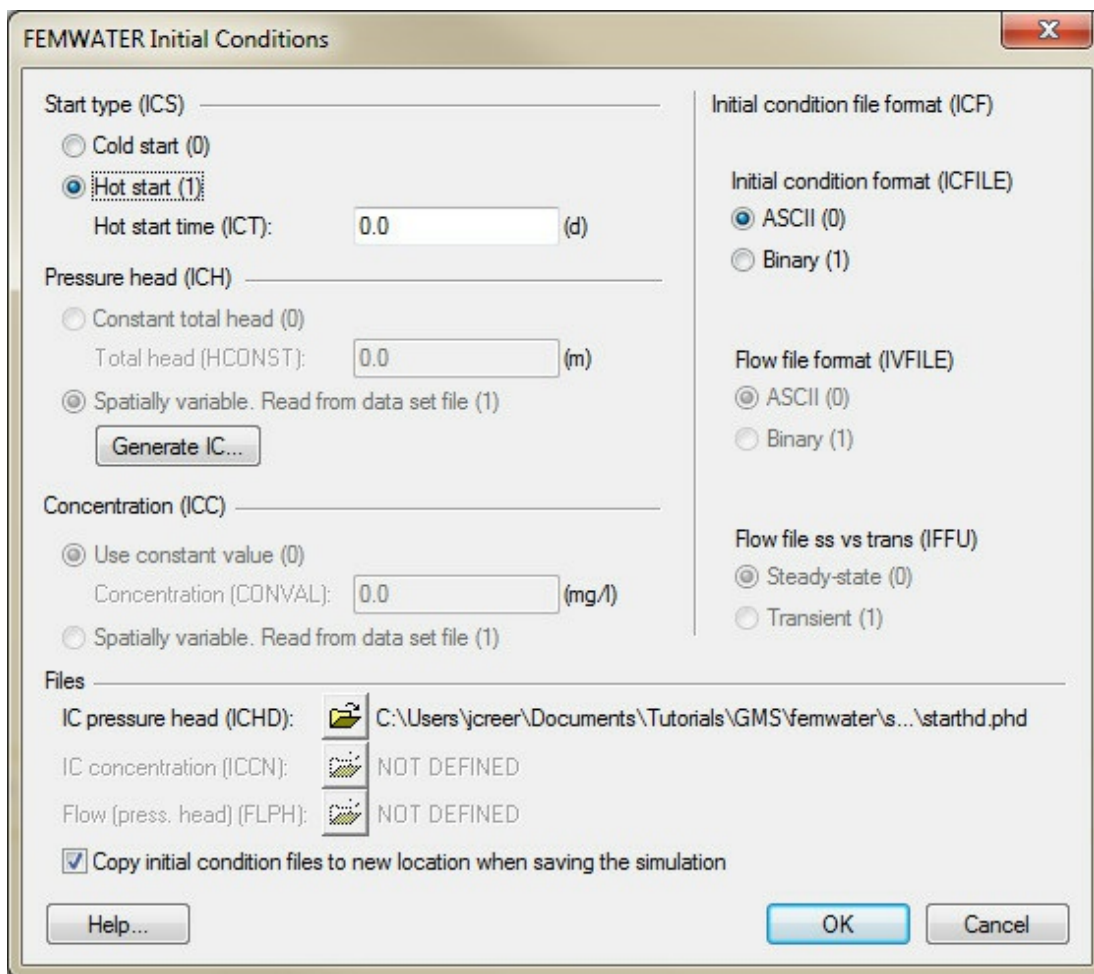 FEMWATER Initial Conditions
Start type (ICS)
Cold start (0)
Hot start (1)
Hot start time (ICT): 0.0 (d)
Pressure head (ICH)
Constant total head (0)
Total head (HCONST): 0.0 (m)
Spatially variable. Read from data set file (1)
Generate IC...
Concentration (ICC)
Use constant value (0)
Concentration (CONVAL): 0.0 (mg/l)
Spatially variable. Read from data set file (1)
Initial condition file format (ICF)
Initial condition format (ICFILE)
ASCII (0)
Binary (1)
Flow file format (IVFILE)
ASCII (0)
Binary (1)
Flow file ss vs trans (IFFU)
Steady-state (0)
Transient (1)
Files
IC pressure head (ICHD): C:\Users\jcreer\Documents\Tutorials\GMS\femwater\s...\starthd.phd
IC concentration (ICCN): NOT DEFINED
Flow (press. head) (FLPH): NOT DEFINED
Copy initial condition files to new location when saving the simulation
Help... OK Cancel